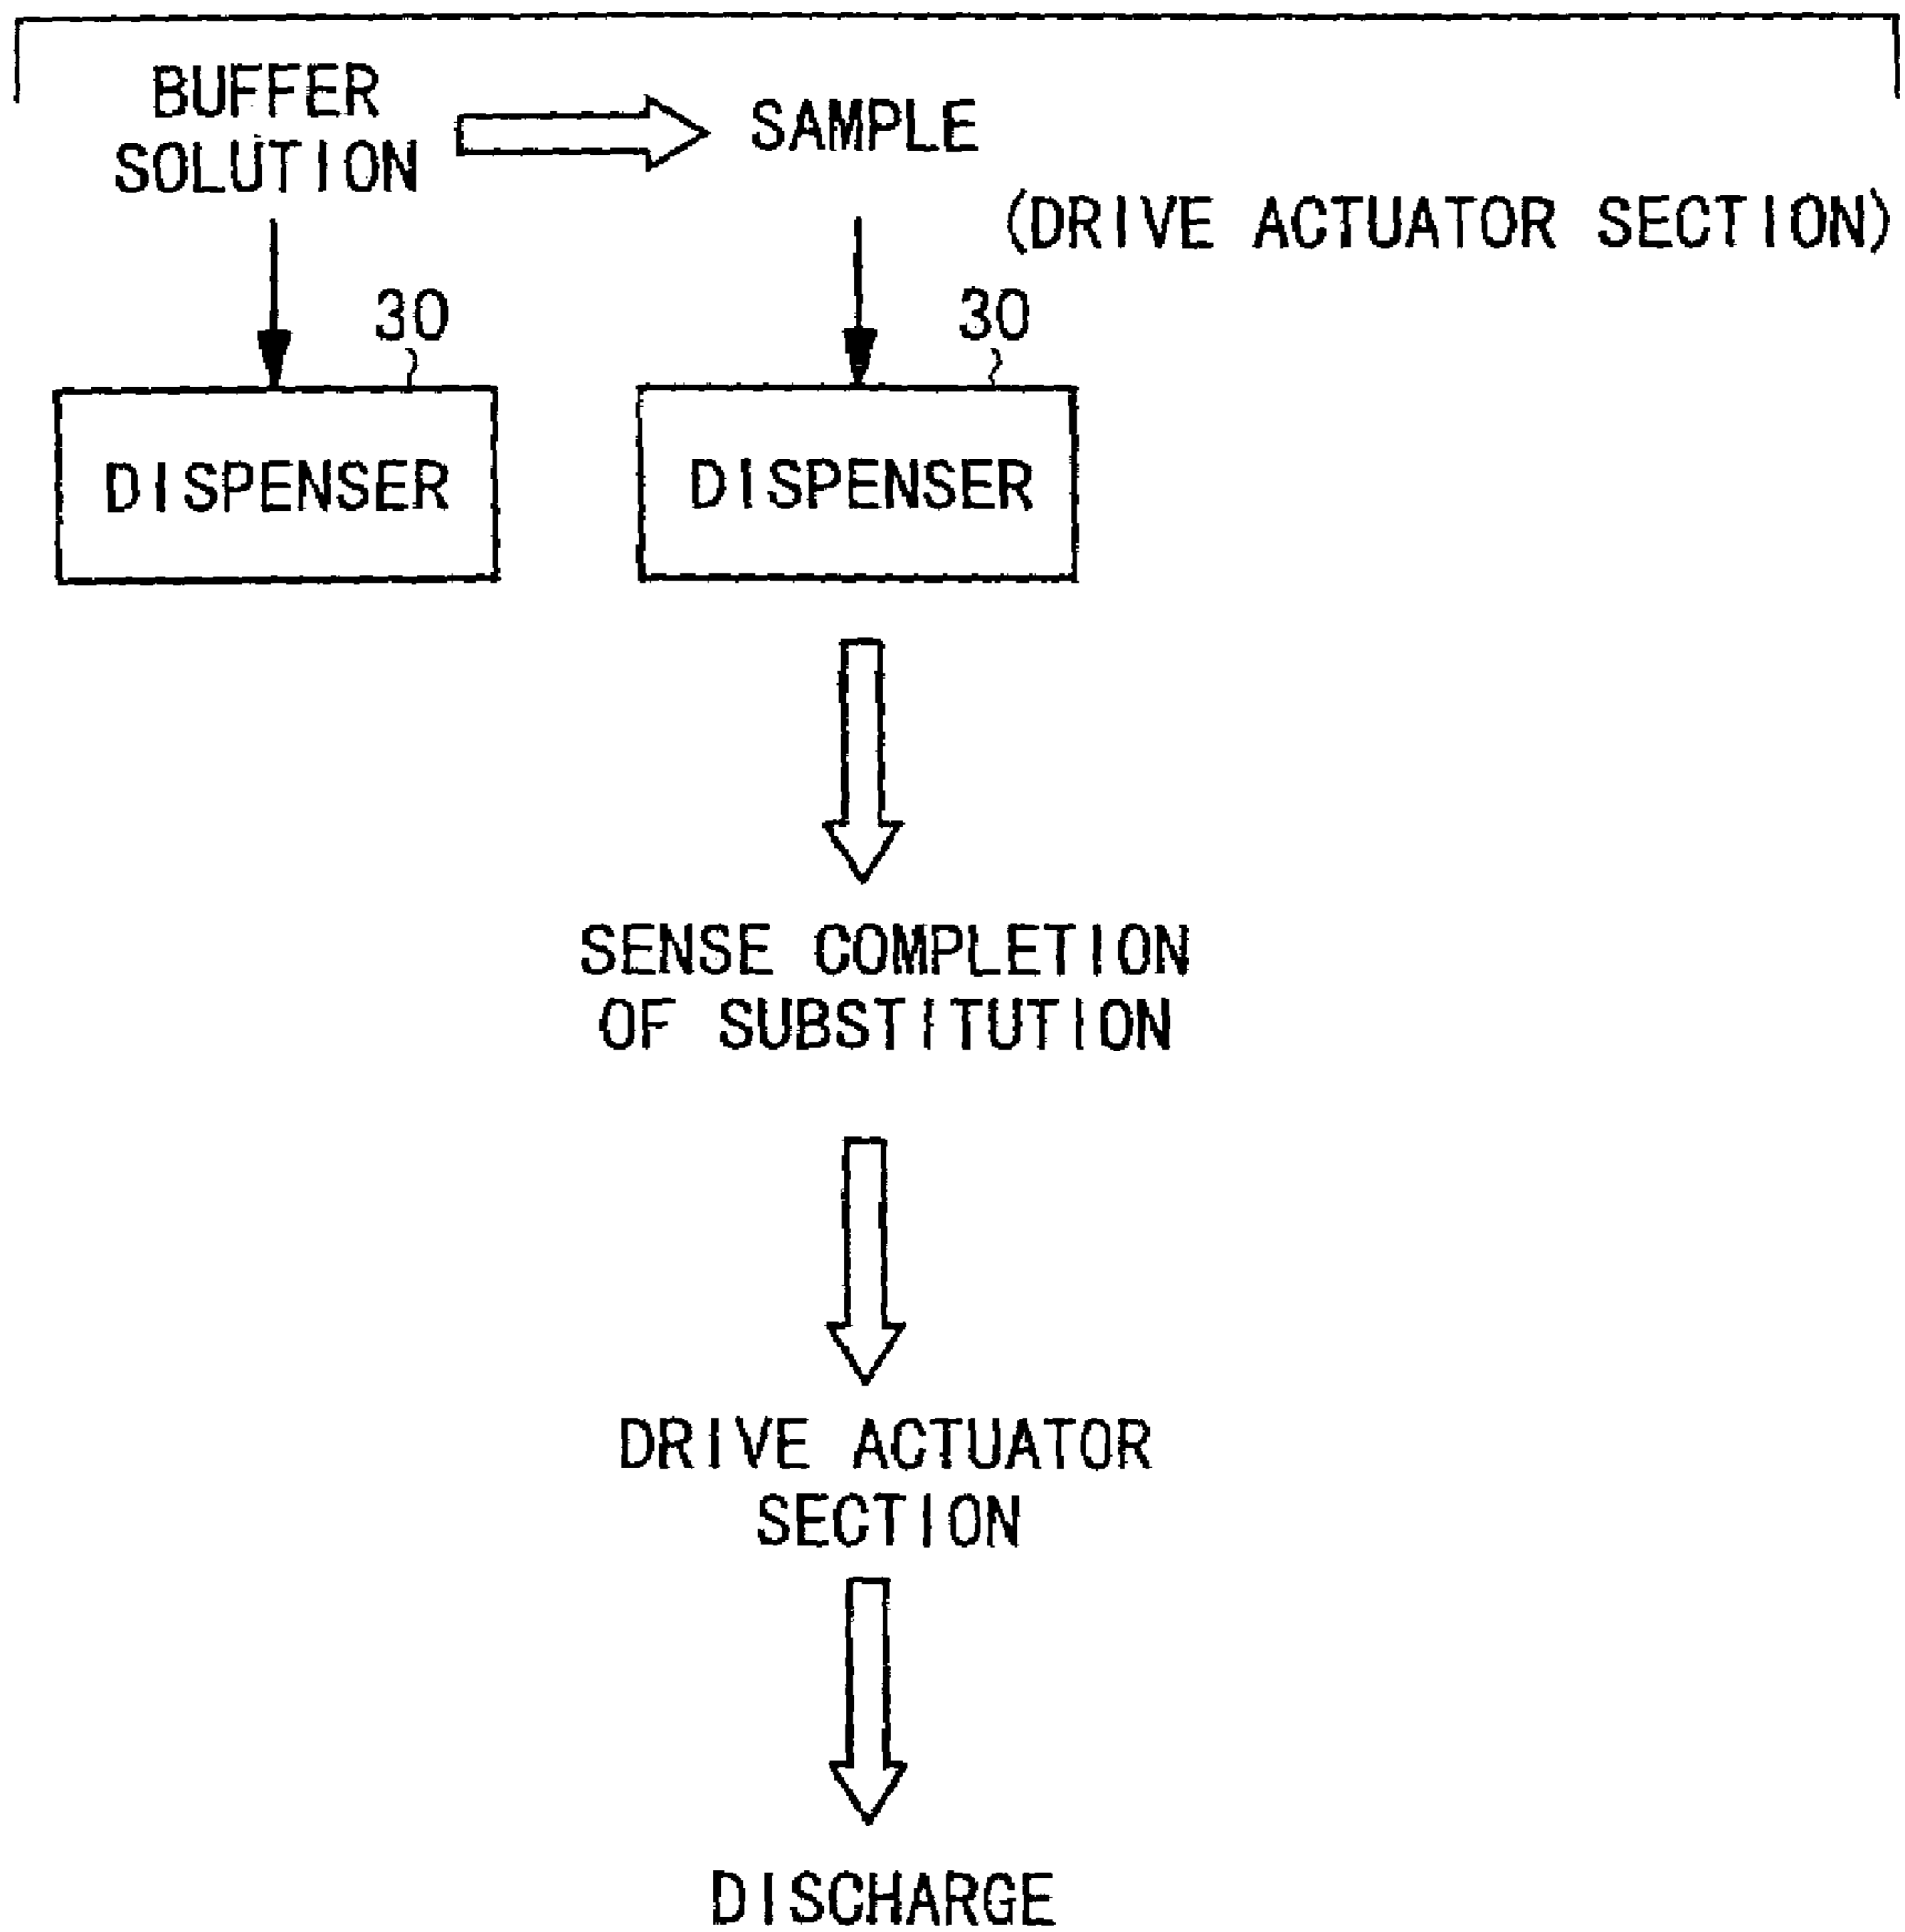 BUFFER
SOLUTION
SAMPLE
(DRIVE ACTUATOR SECTION)
30
30
DISPENSER
DISPENSER
SENSE COMPLETION
OF SUBSTITUTION
DRIVE ACTUATOR
SECTION
DISCHARGE